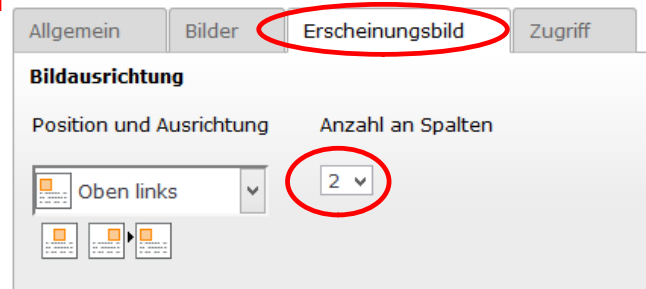 Allgemein Bilder Erscheinungsbild Zugriff
Bildausrichtung
Position und Ausrichtung Anzahl an Spalten
Oben links 2